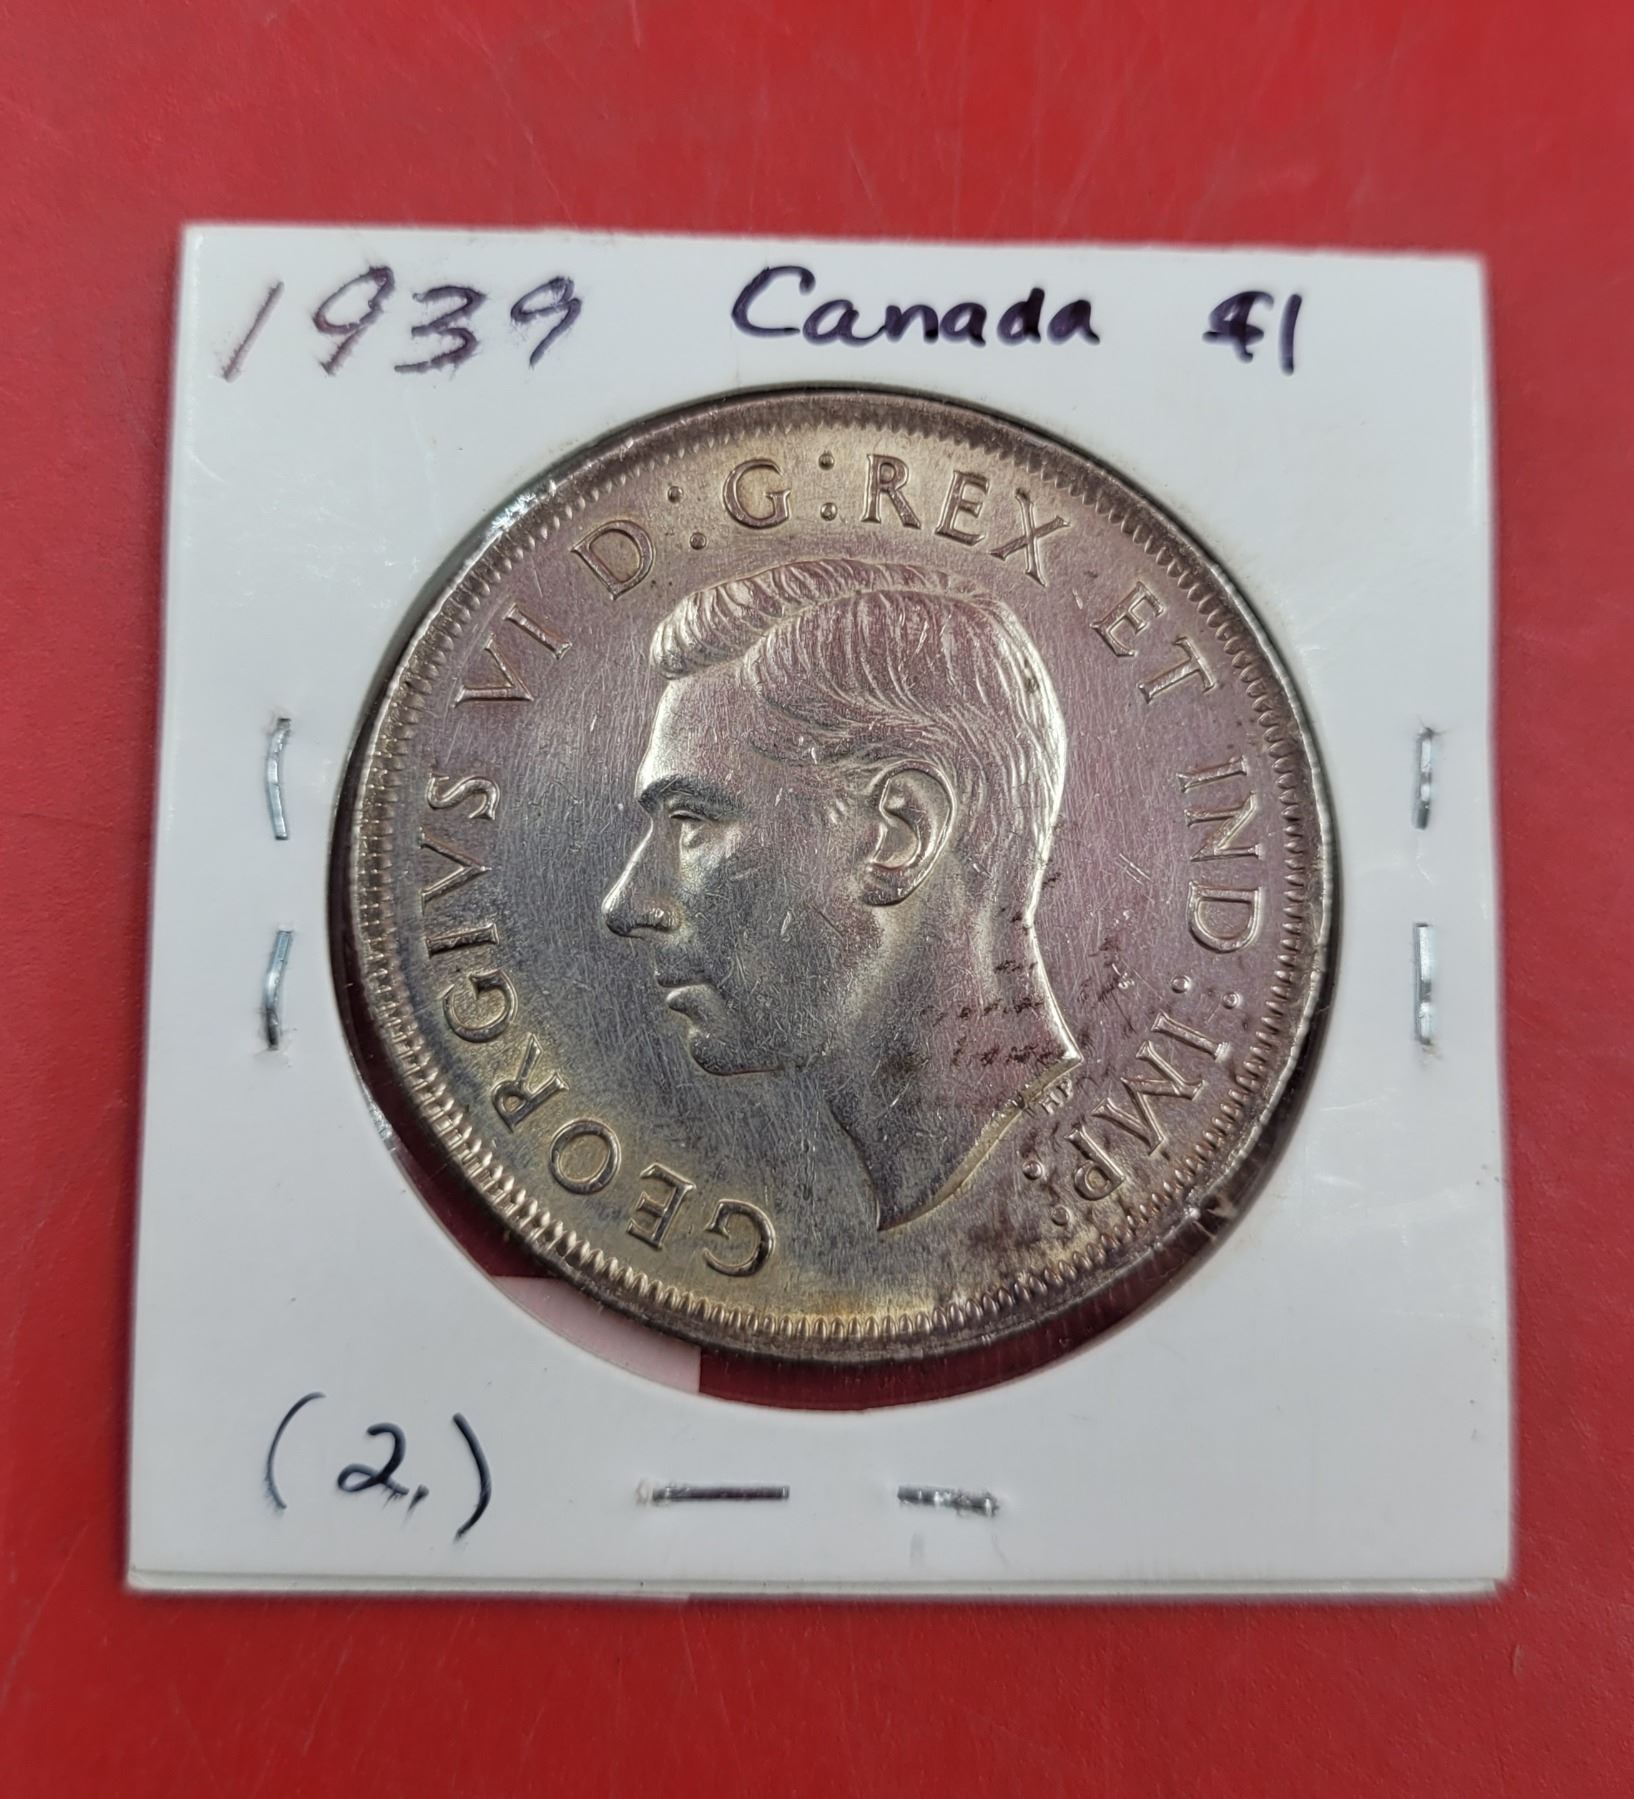 1939 Canada $1
GEORGIVS VI D:G:REX ET IND:IMP:
HP
(2.)